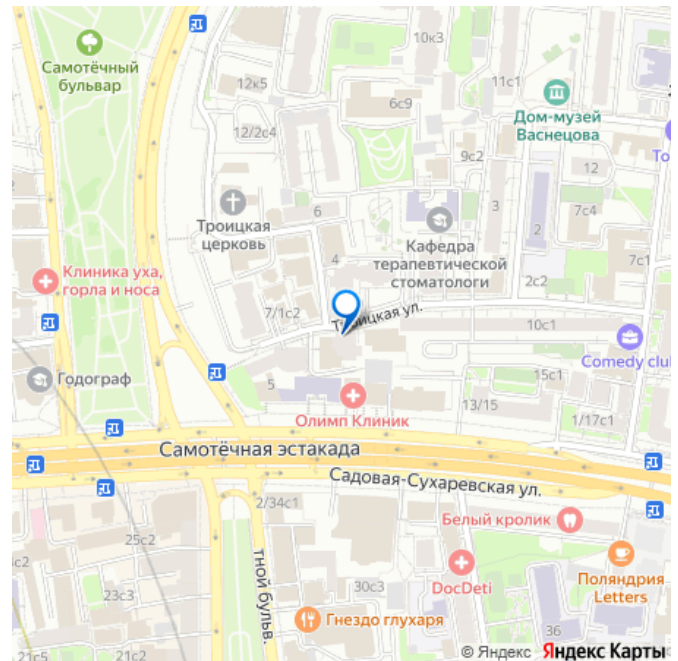 10к3
Самотёчный
бульвар
12к5
11с1
6с9
Дом-музей
Васнецова
12/2с4
9с2
12
Троицкая
церковь
6
3
7с4
Кафедра
терапевтической
стоматологи
2
4
7с1
Клиника уха,
горла и носа
2с2
7/1с2
Троицкая ул.
10с1
Comedy clu
Годограф
5
15с1
Олимп Клиник
13/15
1/17с1
Самотёчная эстакада
Садовая-Сухаревская ул.
2/34с1
Белый кролик
25с2
тной бульв.
DocDeti
Поляндрия
Letters
30с3
23с3
Гнездо глухаря
36
21с5
21с2
© Яндекс Яндекс Карты